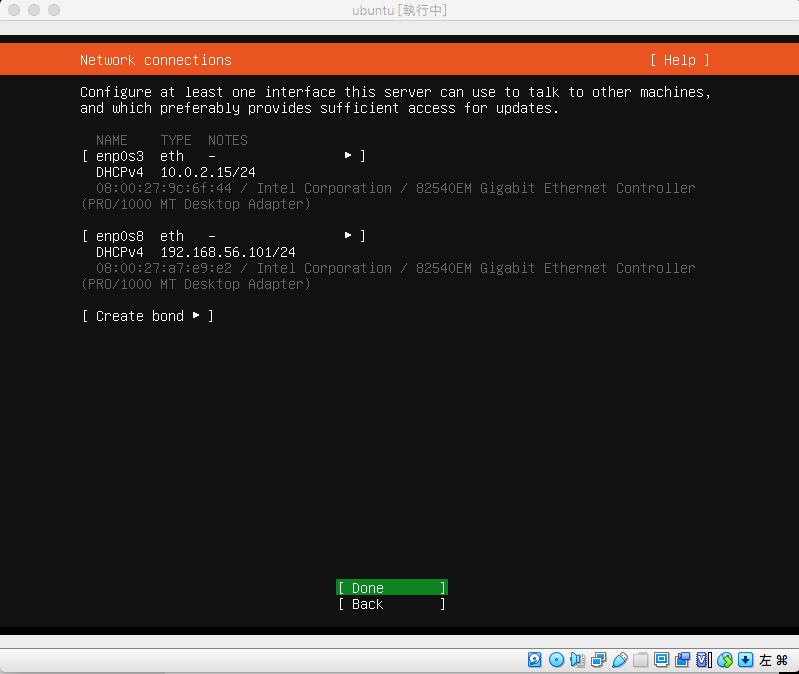 ubuntu [執行中]
Network connections [ Help ]
Configure at least one interface this server can use to talk to other machines,
and which preferably provides sufficient access for updates.
NAME TYPE NOTES
[ enp0s3 eth - ▸ ]
DHCPv4 10.0.2.15/24
08:00:27:9c:6f:44 / Intel Corporation / 82540EM Gigabit Ethernet Controller
(PRO/1000 MT Desktop Adapter)
[ enp0s8 eth - ▸ ]
DHCPv4 192.168.56.101/24
08:00:27:a7:e9:e2 / Intel Corporation / 82540EM Gigabit Ethernet Controller
(PRO/1000 MT Desktop Adapter)
[ Create bond ▸ ]
[ Done ]
[ Back ]
左 ⌘